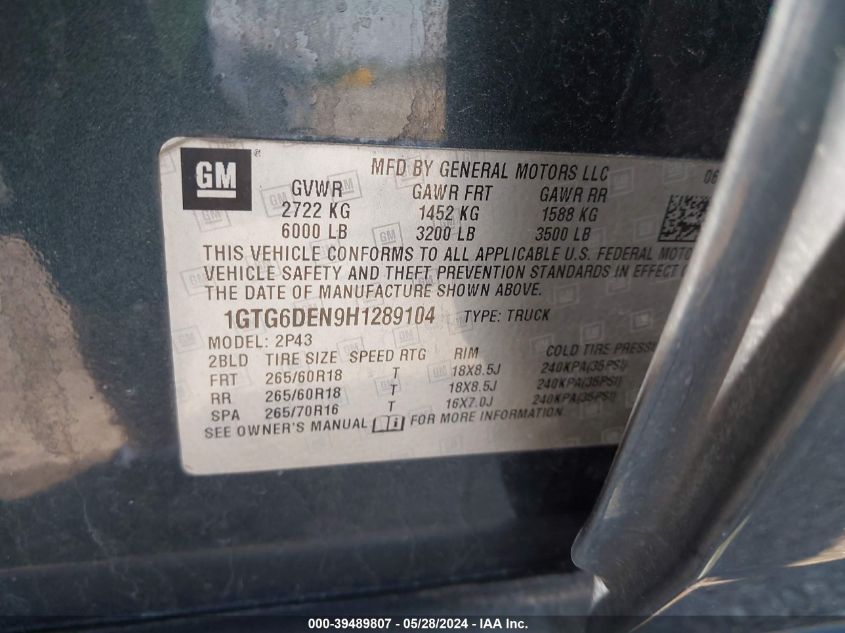 GM
MFD BY GENERAL MOTORS LLC 06
GVWR GAWR FRT GAWR RR
2722 KG 1452 KG 1588 KG
6000 LB 3200 LB 3500 LB
THIS VEHICLE CONFORMS TO ALL APPLICABLE U.S. FEDERAL MOTOR
VEHICLE SAFETY AND THEFT PREVENTION STANDARDS IN EFFECT
THE DATE OF MANUFACTURE SHOWN ABOVE.
1GTG6DEN9H1289104 TYPE: TRUCK
MODEL: 2P43
2BLD TIRE SIZE SPEED RTG RIM COLD TIRE PRESS
FRT 265/60R18 T 18X8.5J 240KPA(35PSI)
RR 265/60R18 T 18X8.5J 240KPA(35PSI)
SPA 265/70R16 T 16X7.0J 240KPA(35PSI)
SEE OWNER'S MANUAL i FOR MORE INFORMATION
000-39489807 - 05/28/2024 - IAA Inc.